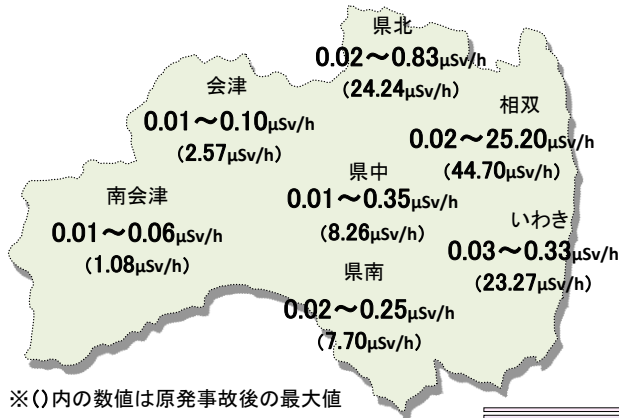 県北
0.02～0.83μSv/h
（24.24μSv/h）
会津
0.01～0.10μSv/h
（2.57μSv/h）
相双
0.02～25.20μSv/h
（44.70μSv/h）
県中
0.01～0.35μSv/h
（8.26μSv/h）
南会津
0.01～0.06μSv/h
（1.08μSv/h）
いわき
0.03～0.33μSv/h
（23.27μSv/h）
県南
0.02～0.25μSv/h
（7.70μSv/h）
※（）内の数値は原発事故後の最大値